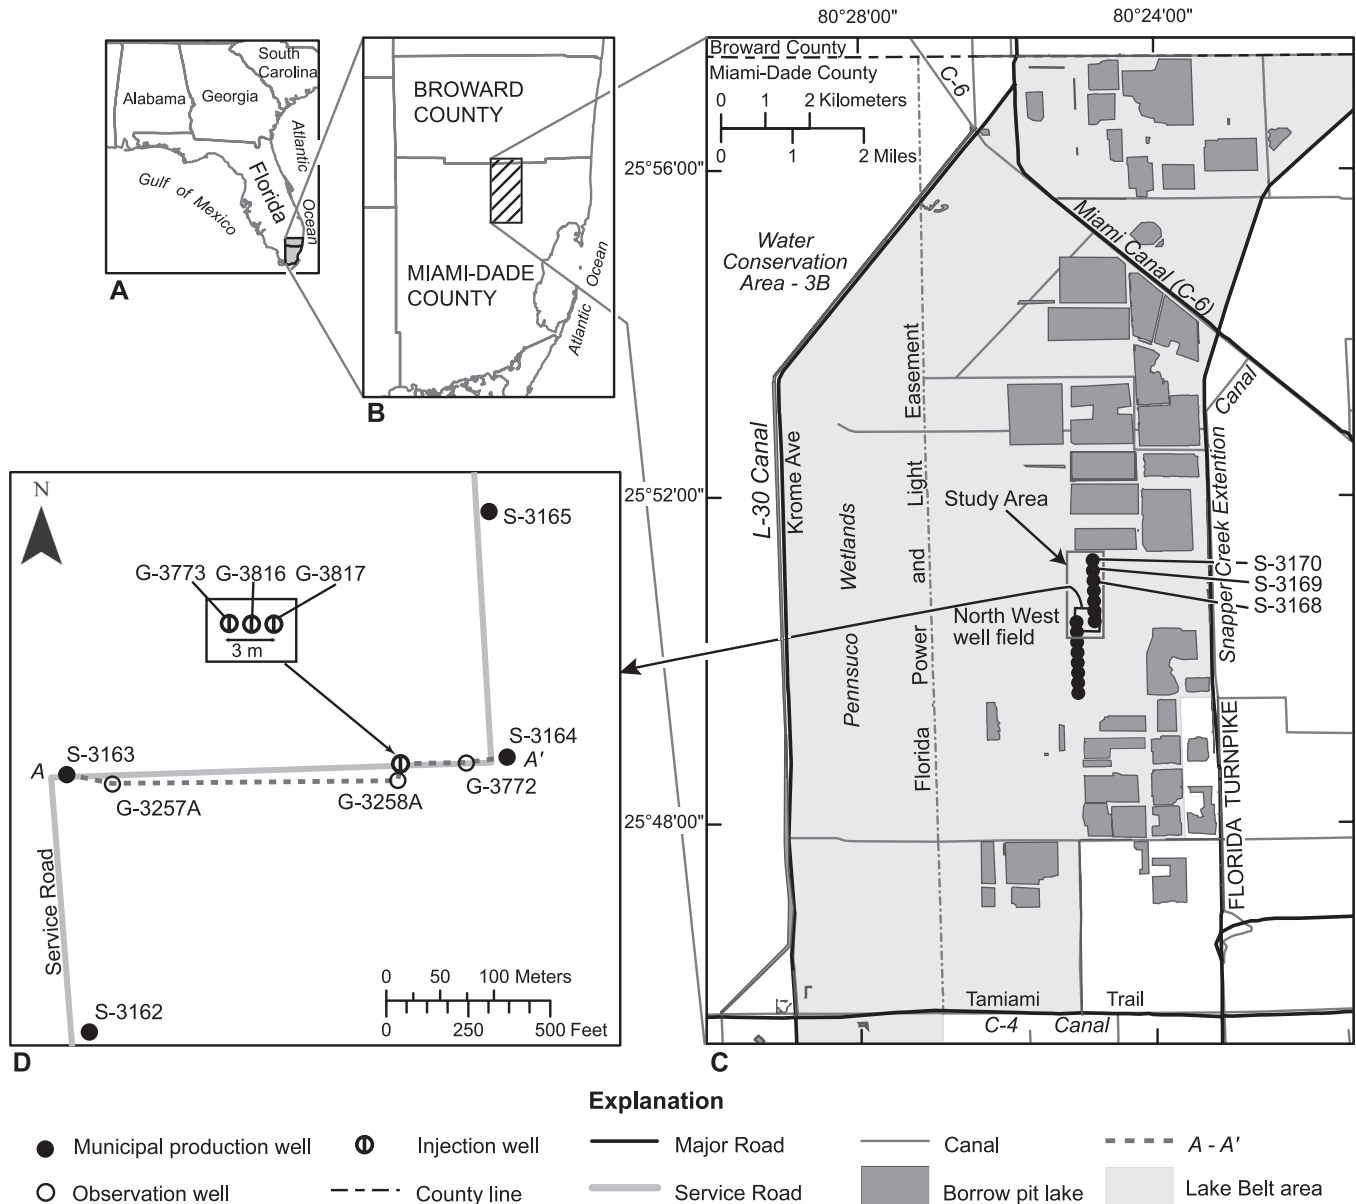 South
Carolina
Alabama
Georgia
Atlantic
Ocean
Florida
Gulf of Mexico
A
BROWARD
COUNTY
MIAMI-DADE
COUNTY
Atlantic
Ocean
B
80°28'00"
80°24'00"
Broward County
Miami-Dade County
0 1 2 Kilometers
0 1 2 Miles
C-6
25°56'00"
Water
Conservation
Area - 3B
Miami Canal (C-6)
L-30 Canal
Krome Ave
Pennsuco Wetlands
Florida Power and Light Easement
25°52'00"
Study Area
North West
well field
S-3170
S-3169
S-3168
Snapper Creek Extention Canal
FLORIDA TURNPIKE
25°48'00"
Tamiami Trail
C-4 Canal
C
N
S-3165
G-3773 G-3816 G-3817
3 m
S-3164
A'
S-3163
A
G-3257A
G-3258A
G-3772
Service Road
S-3162
0 50 100 Meters
0 250 500 Feet
D
Explanation
Municipal production well
Injection well
Major Road
Canal
A - A'
Observation well
County line
Service Road
Borrow pit lake
Lake Belt area